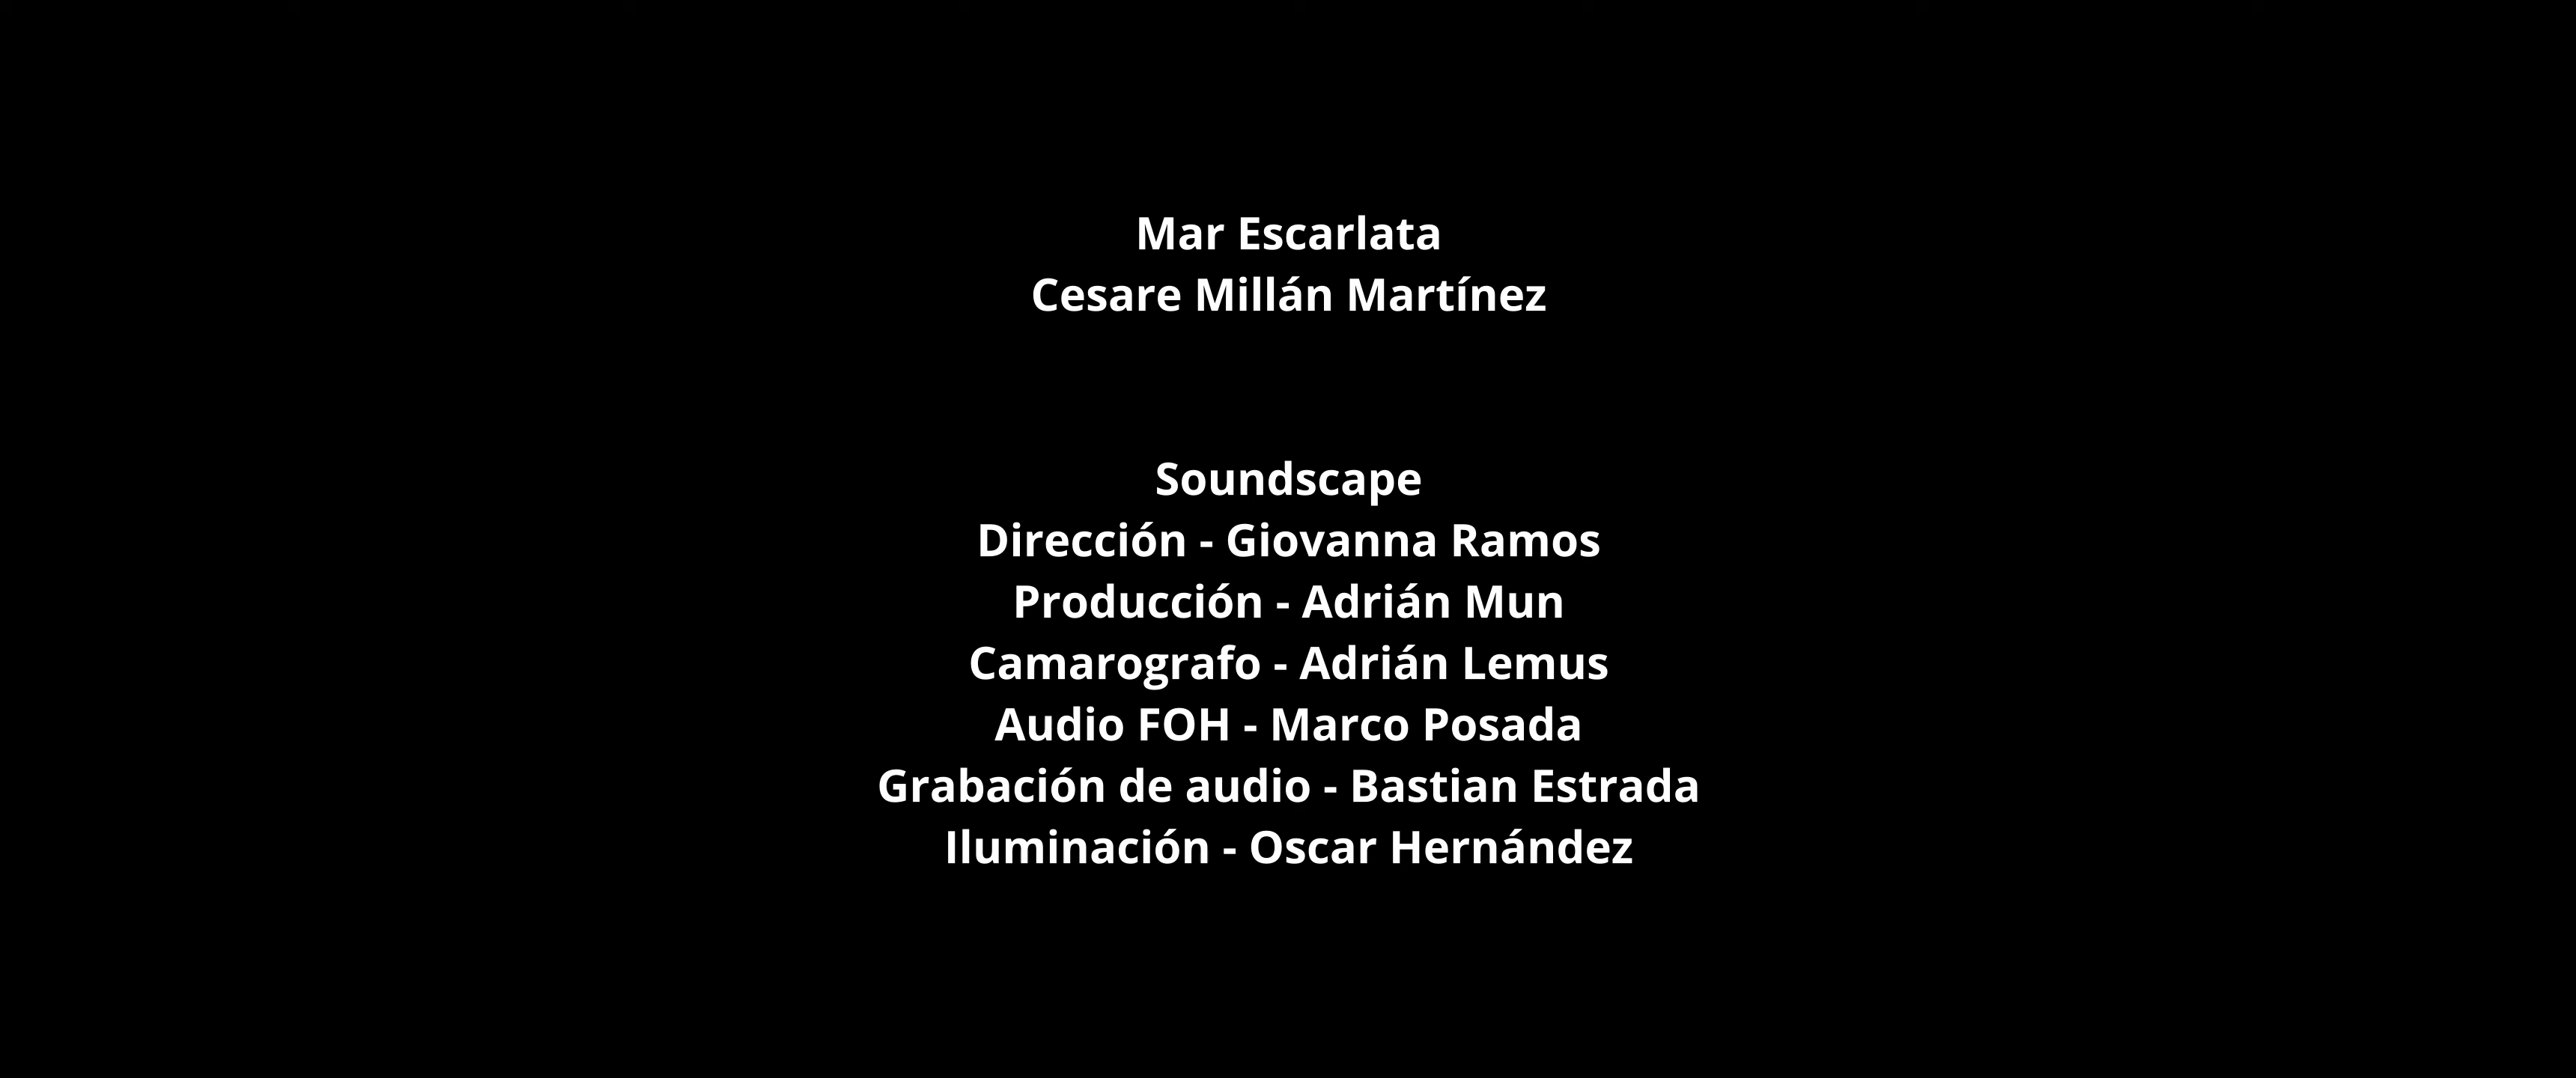 Mar Escarlata
Cesare Millán Martínez
Soundscape
Dirección - Giovanna Ramos
Producción - Adrián Mun
Camarografo - Adrián Lemus
Audio FOH - Marco Posada
Grabación de audio - Bastian Estrada
Iluminación - Oscar Hernández